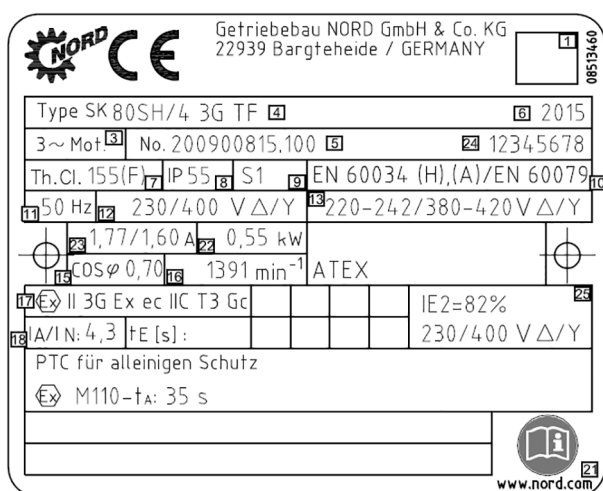 NORD CE
Getriebebau NORD GmbH & Co. KG
22939 Bargteheide / GERMANY
1
08513460
Type SK 80SH/4 3G TF 4 6 2015
3~ Mot. 3 No. 200900815.100 5 24 12345678
Th.Cl. 155(F) 7 IP 55 8 S1 9 EN 60034 (H),(A)/EN 60079 10
11 50 Hz 12 230/400 V △/Y 13 220-242/380-420V △/Y
23 1,77/1,60 A 22 0,55 kW
15 COSφ 0,70 16 1391 min⁻¹ ATEX
17 Ex II 3G Ex ec IIC T3 Gc IE2=82% 25
18 IA/IN: 4,3 tE [s]: 230/400 V △/Y
PTC für alleinigen Schutz
Ex M110-tA: 35 s
i
21
www.nord.com